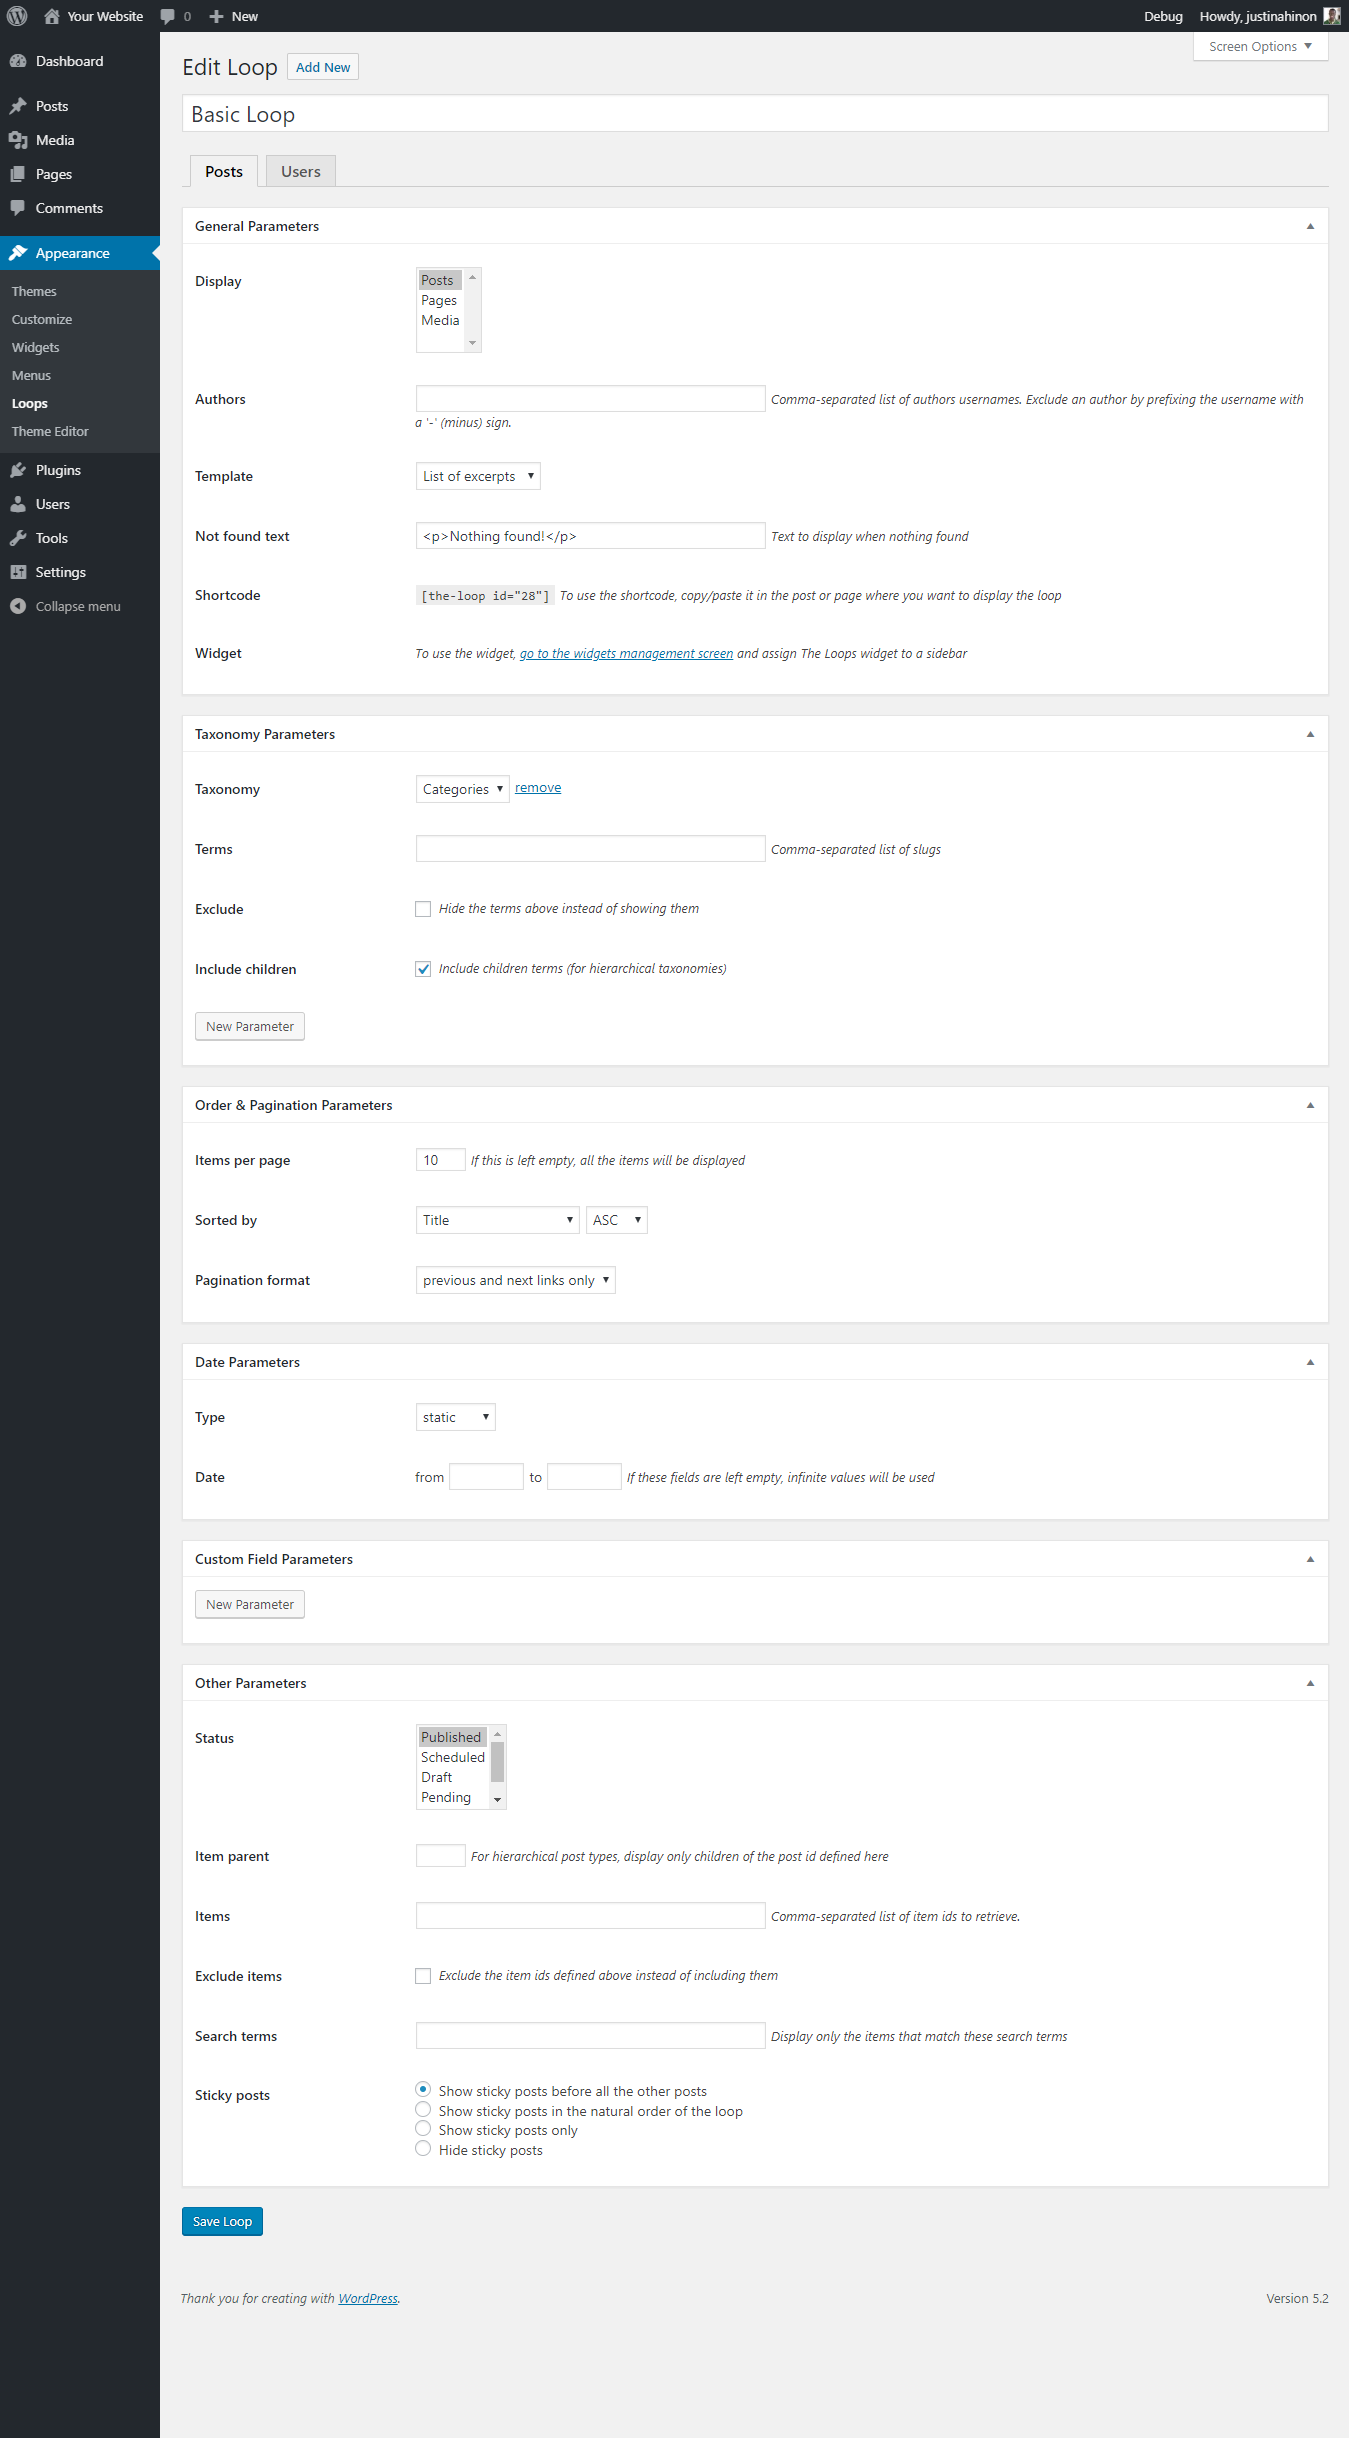 Your Website 0 New Debug Howdy, justinahinon
Screen Options
Dashboard
Posts
Media
Pages
Comments
Appearance
Themes
Customize
Widgets
Menus
Loops
Theme Editor
Plugins
Users
Tools
Settings
Collapse menu
Edit Loop Add New
Basic Loop
Posts Users
General Parameters
Display Posts
Pages
Media
Authors Comma-separated list of authors usernames. Exclude an author by prefixing the username with
a '-' (minus) sign.
Template List of excerpts
Not found text <p>Nothing found!</p> Text to display when nothing found
Shortcode [the-loop id="28"] To use the shortcode, copy/paste it in the post or page where you want to display the loop
Widget To use the widget, go to the widgets management screen and assign The Loops widget to a sidebar
Taxonomy Parameters
Taxonomy Categories remove
Terms Comma-separated list of slugs
Exclude Hide the terms above instead of showing them
Include children Include children terms (for hierarchical taxonomies)
New Parameter
Order & Pagination Parameters
Items per page 10 If this is left empty, all the items will be displayed
Sorted by Title ASC
Pagination format previous and next links only
Date Parameters
Type static
Date from to If these fields are left empty, infinite values will be used
Custom Field Parameters
New Parameter
Other Parameters
Status Published
Scheduled
Draft
Pending
Item parent For hierarchical post types, display only children of the post id defined here
Items Comma-separated list of item ids to retrieve.
Exclude items Exclude the item ids defined above instead of including them
Search terms Display only the items that match these search terms
Sticky posts Show sticky posts before all the other posts
Show sticky posts in the natural order of the loop
Show sticky posts only
Hide sticky posts
Save Loop
Thank you for creating with WordPress. Version 5.2